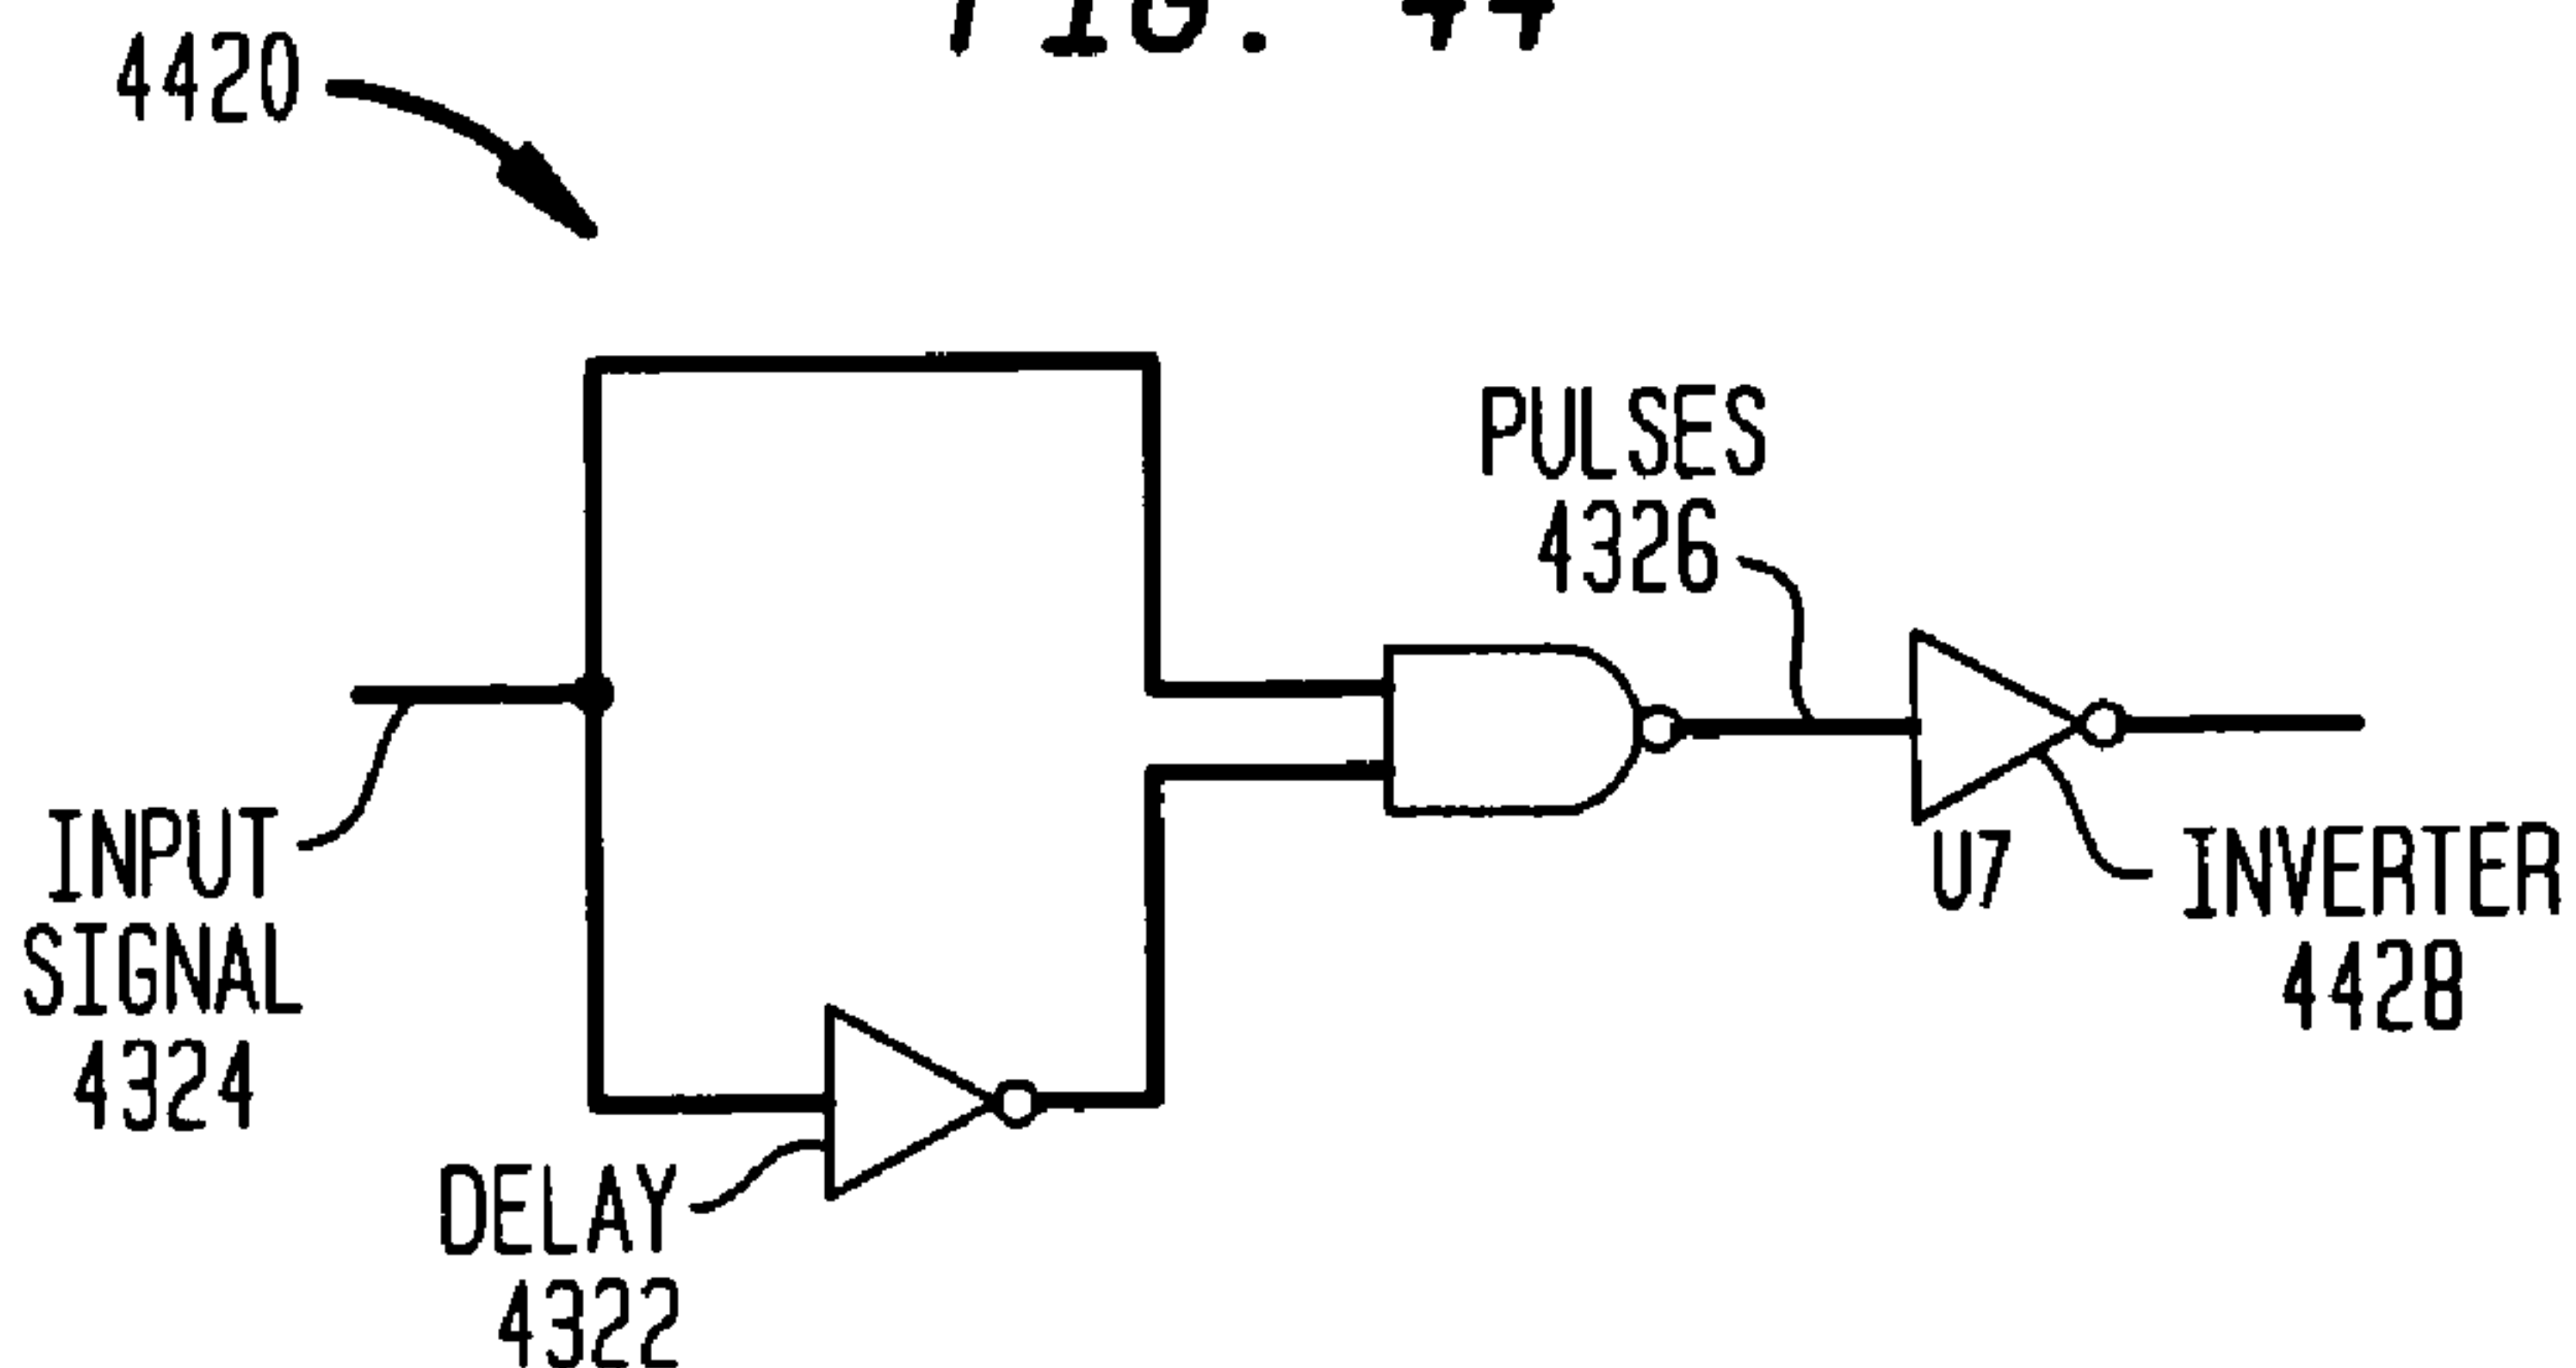 FIG. 44
4420
PULSES
4326
INPUT
SIGNAL
4324
U7
INVERTER
4428
DELAY
4322